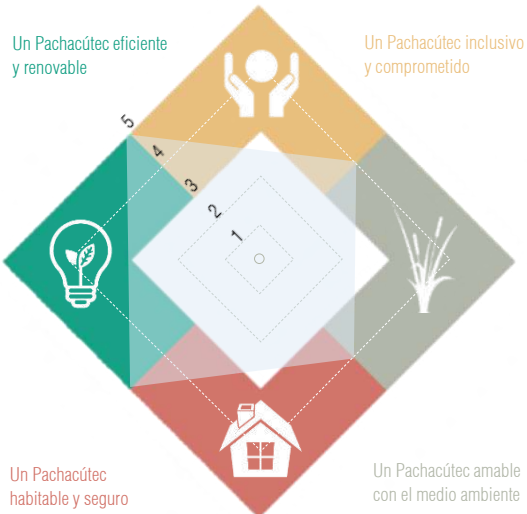 Un Pachacútec eficiente
y renovable
Un Pachacútec inclusivo
y comprometido
5
4
3
2
1
Un Pachacútec
habitable y seguro
Un Pachacútec amable
con el medio ambiente